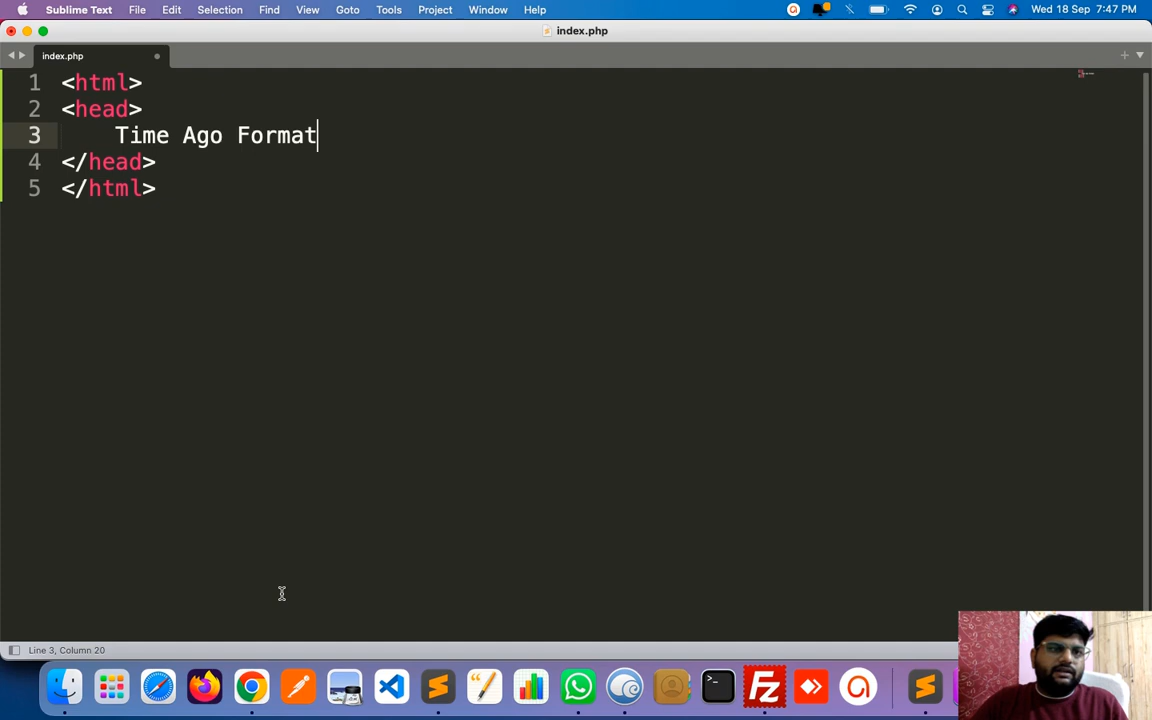 Sublime Text File Edit Selection Find View Goto Tools Project Window Help Wed 18 Sep 7:47 PM
index.php
index.php
1 <html>
2 <head>
3 Time Ago Format
4 </head>
5 </html>
Line 3, Column 20